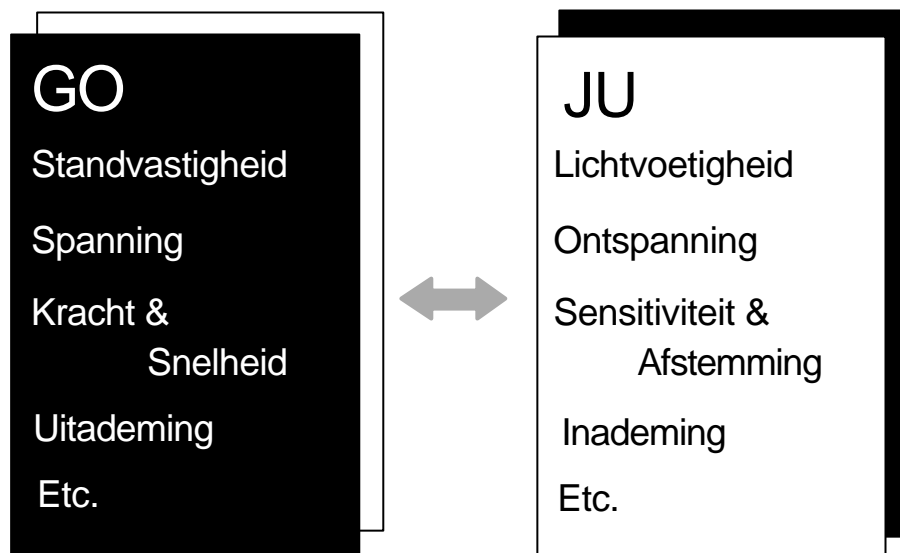 GO
Standvastigheid
Spanning
Kracht &
Snelheid
Uitademing
Etc.
JU
Lichtvoetigheid
Ontspanning
Sensitiviteit &
Afstemming
Inademing
Etc.